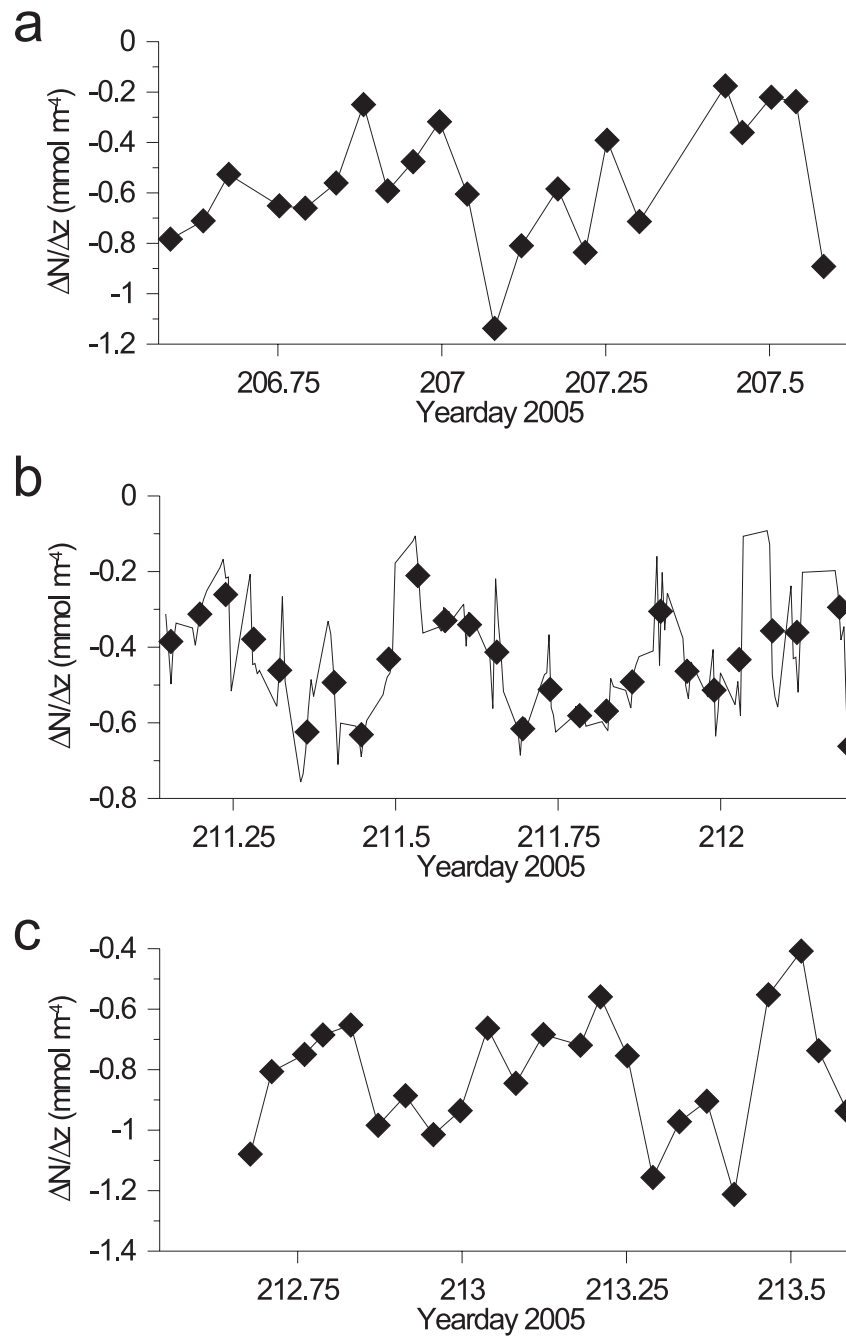 a
0
-0.2
-0.4
-0.6
-0.8
-1
-1.2
ΔN/Δz (mmol m⁻⁴)
206.75 207 207.25 207.5
Yearday 2005
b
0
-0.2
-0.4
-0.6
-0.8
ΔN/Δz (mmol m⁻⁴)
211.25 211.5 211.75 212
Yearday 2005
c
-0.4
-0.6
-0.8
-1
-1.2
-1.4
ΔN/Δz (mmol m⁻⁴)
212.75 213 213.25 213.5
Yearday 2005